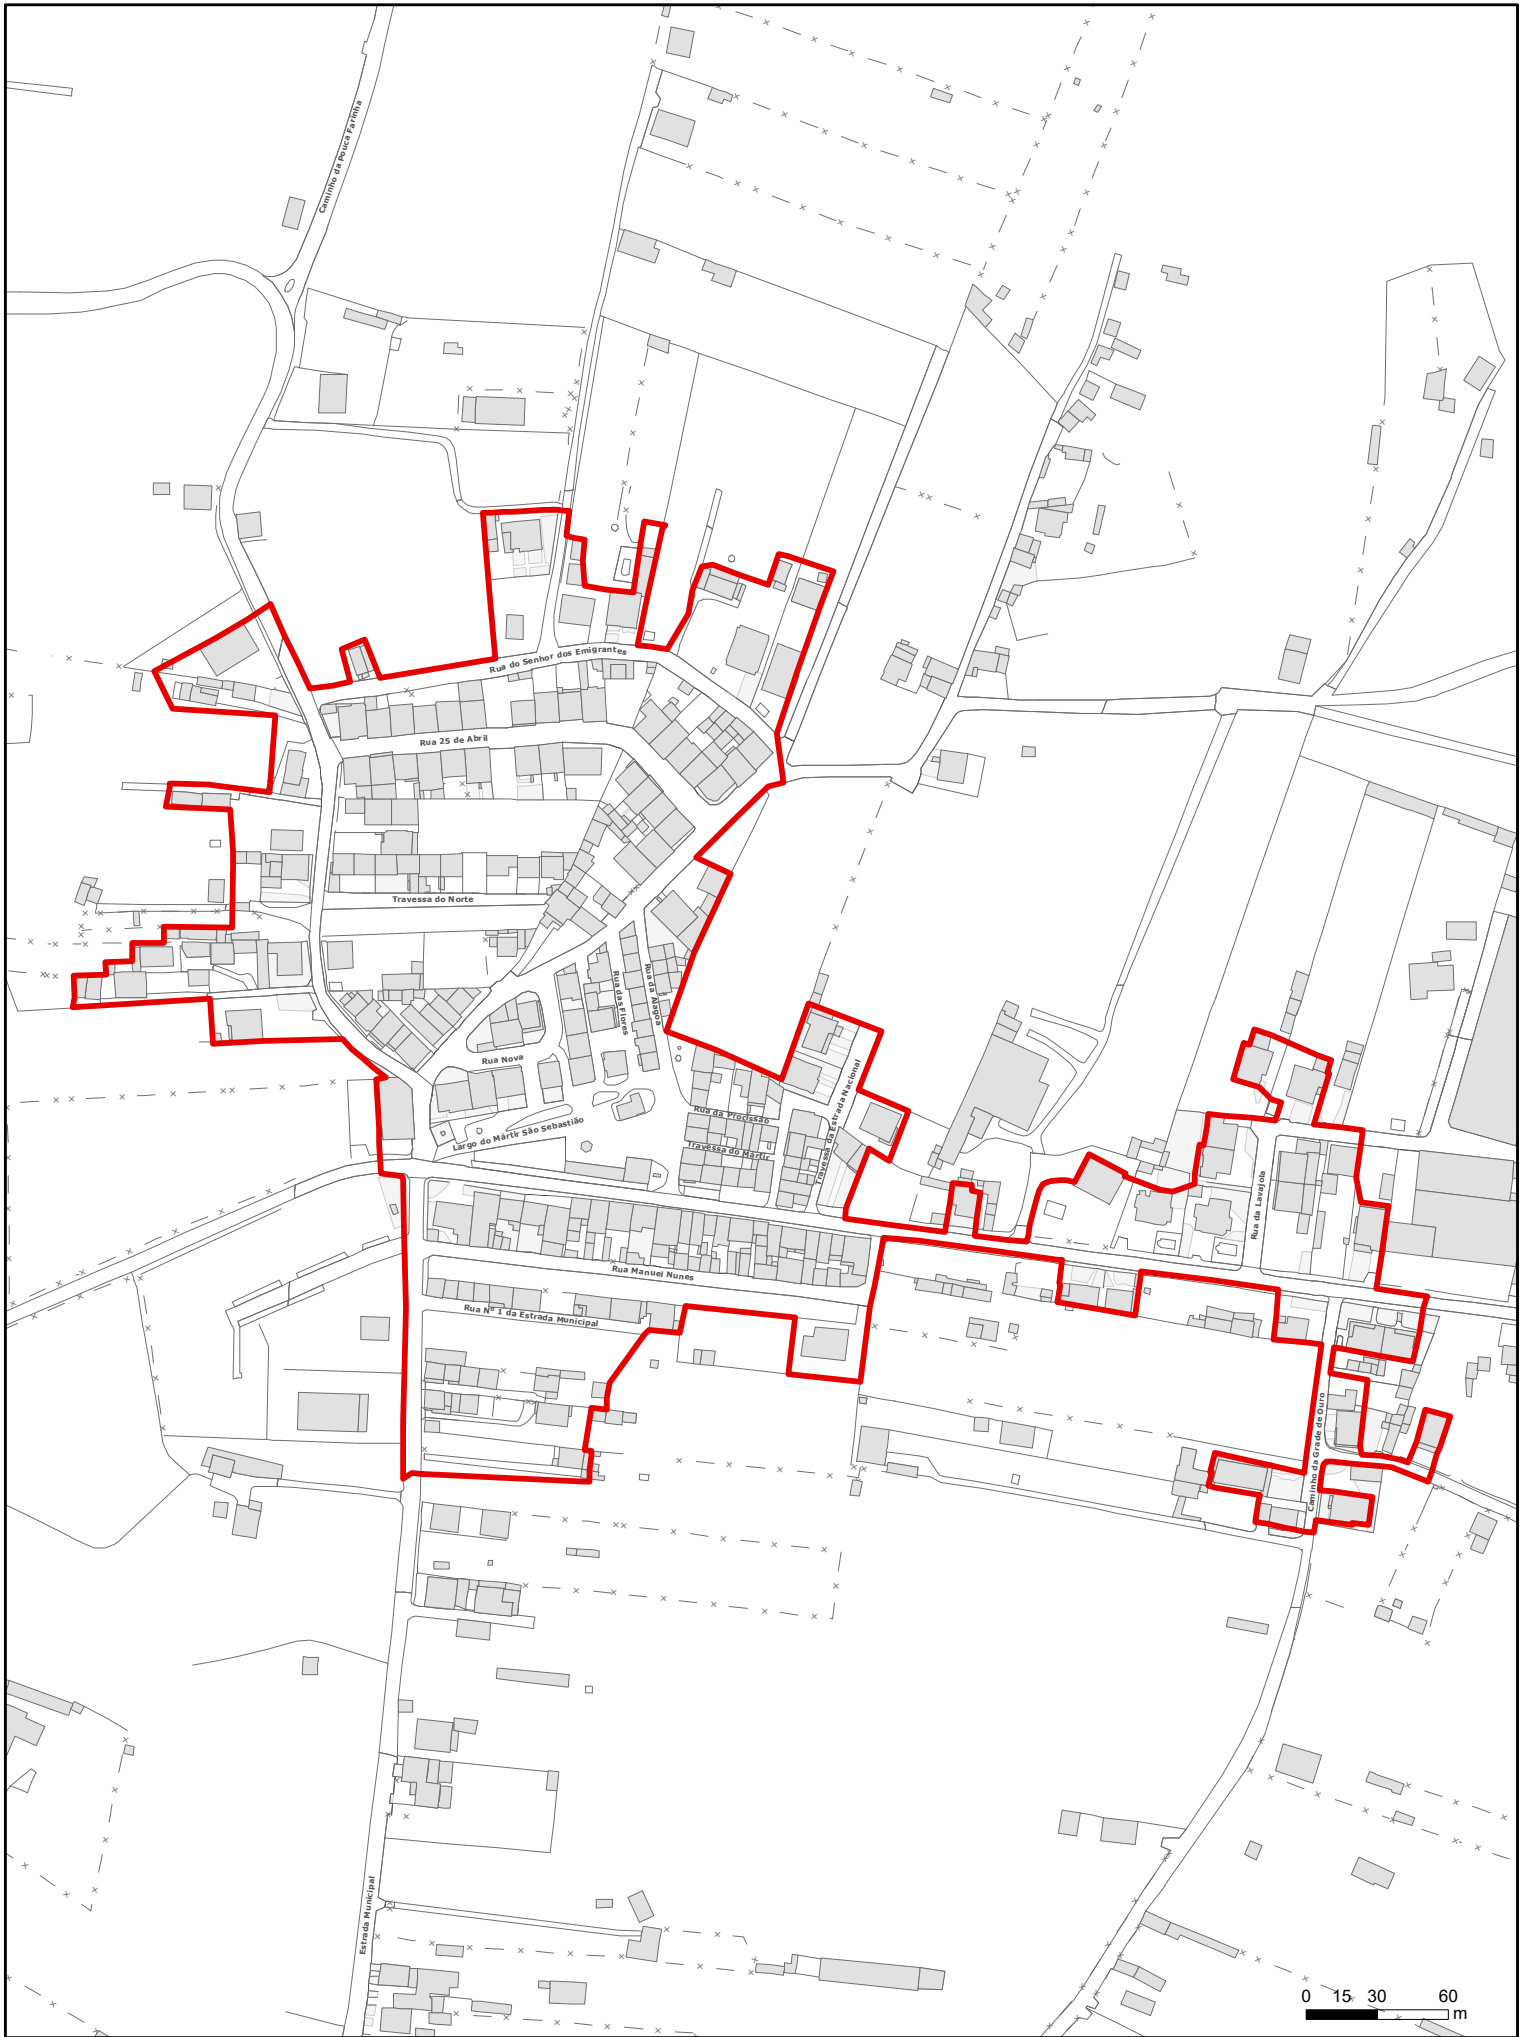 Caminho da Pouca Farinha
Rua do Senhor dos Emigrantes
Rua 25 de Abril
Travessa do Norte
Rua das Flores
Rua da Alagoa
Rua Nova
Largo do Mártir São Sebastião
Rua da Procissão
Travessa do Mártir
Travessa da Estrada Nacional
Rua da Lavajola
Rua Manuel Nunes
Rua Nº 1 da Estrada Municipal
Caminho da Grade de Ouro
Estrada Municipal
0 15 30 60
m